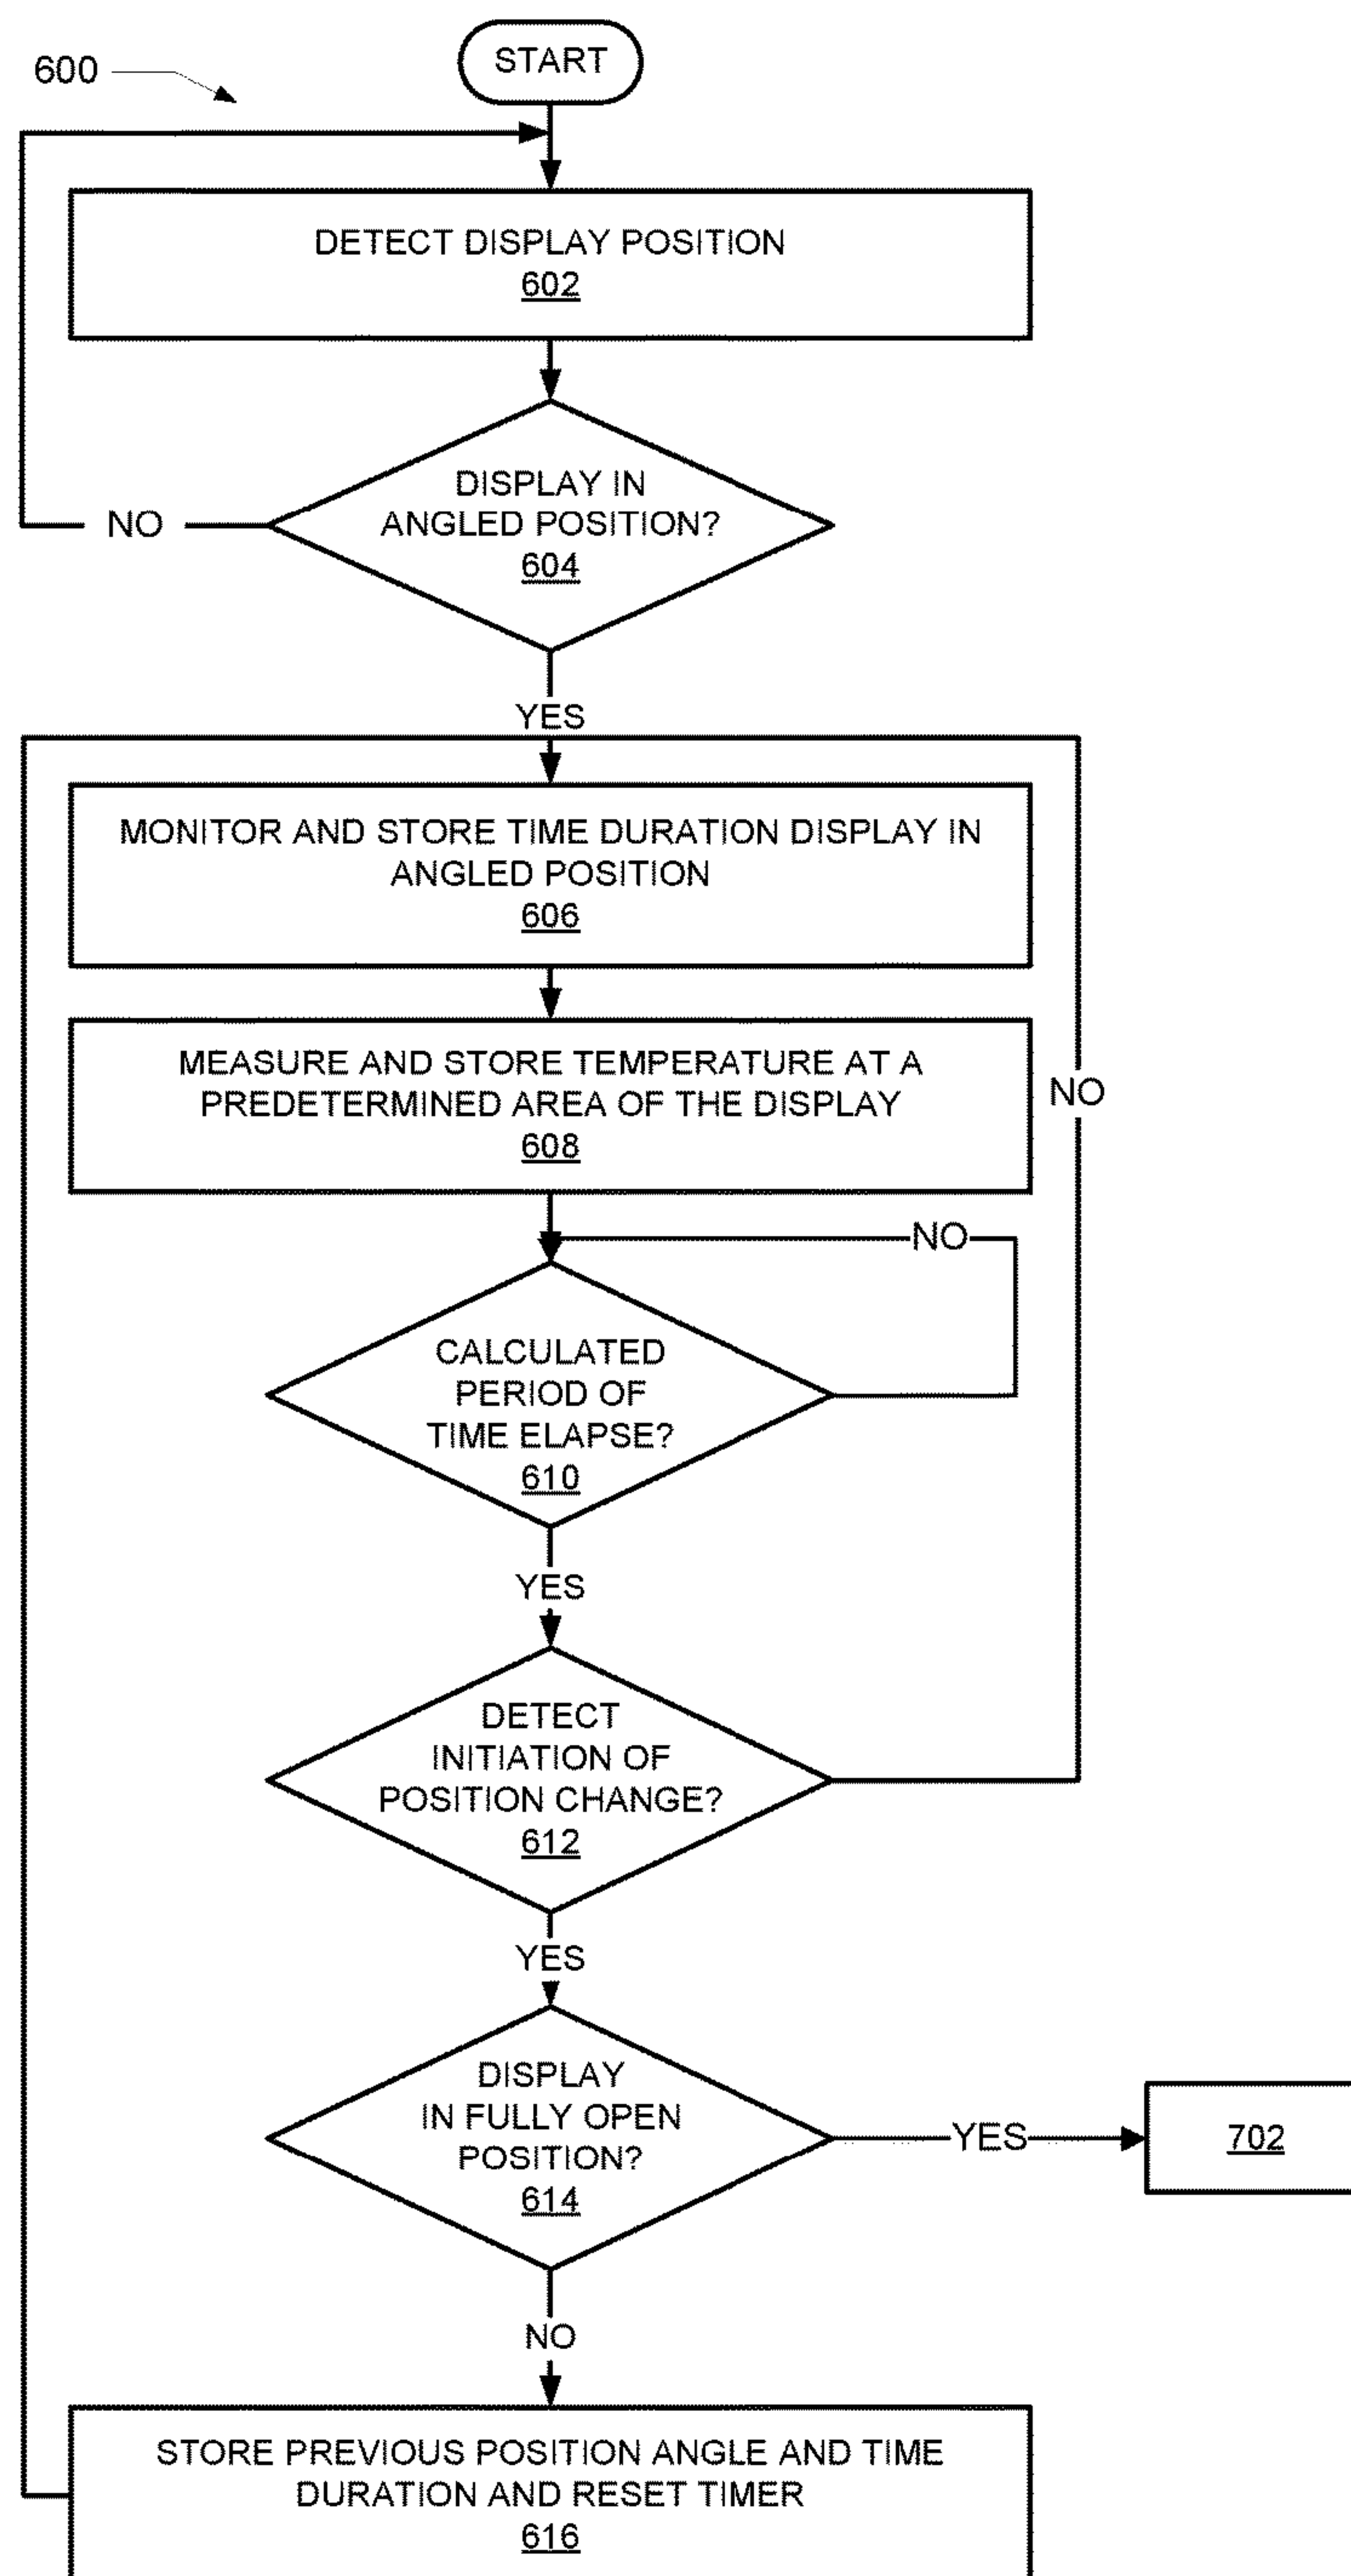 600
START
DETECT DISPLAY POSITION
602
DISPLAY IN
ANGLED POSITION?
604
NO
YES
MONITOR AND STORE TIME DURATION DISPLAY IN
ANGLED POSITION
606
MEASURE AND STORE TEMPERATURE AT A
PREDETERMINED AREA OF THE DISPLAY
608
NO
NO
CALCULATED
PERIOD OF
TIME ELAPSE?
610
YES
DETECT
INITIATION OF
POSITION CHANGE?
612
YES
DISPLAY
IN FULLY OPEN
POSITION?
614
YES
702
NO
STORE PREVIOUS POSITION ANGLE AND TIME
DURATION AND RESET TIMER
616